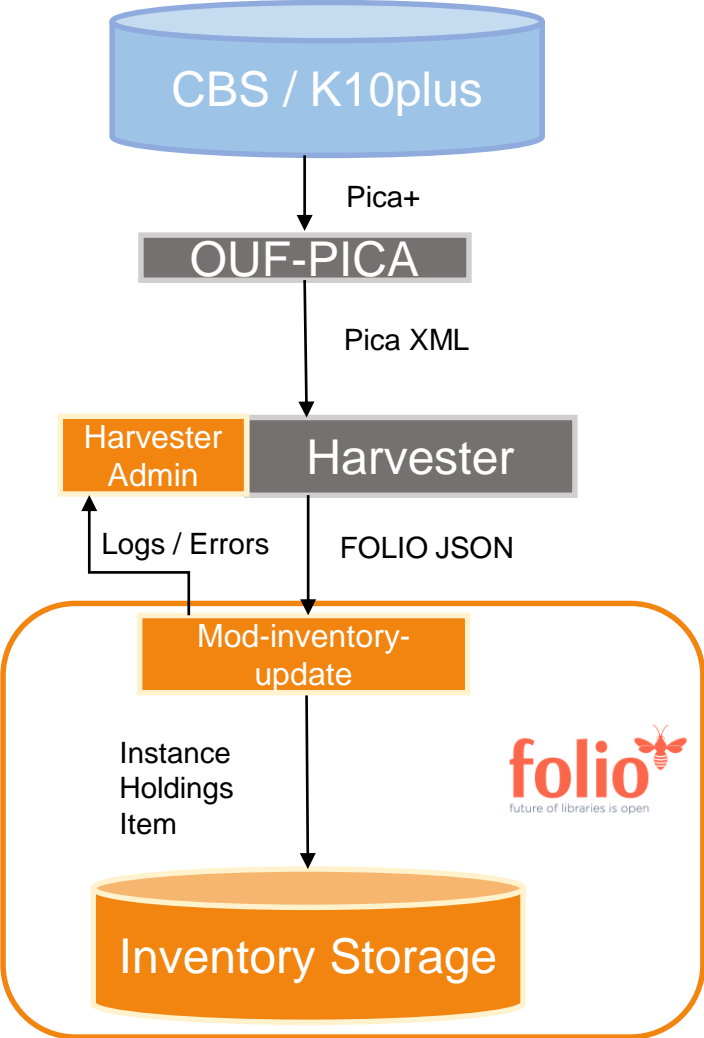 CBS / K10plus
Pica+
OUF-PICA
Pica XML
Harvester
Admin
Harvester
Logs / Errors
FOLIO JSON
Mod-inventory-
update
Instance
Holdings
Item
folio
future of libraries is open
Inventory Storage